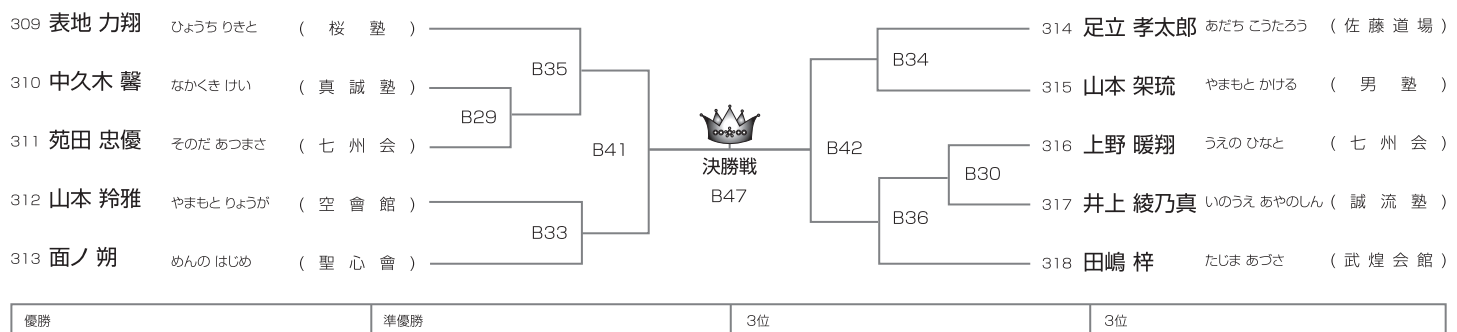 309 表地 力翔 ひょうち りきと ( 桜 塾 )
310 中久木 馨 なかくき けい ( 真 誠 塾 )
311 苑田 忠優 そのだ あつまさ ( 七 州 会 )
312 山本 羚雅 やまもと りょうが ( 空 會 館 )
313 面ノ 朔 めんの はじめ ( 聖 心 會 )
B35
B29
B41
B33
決勝戦
B47
B34
B42
B30
B36
314 足立 孝太郎 あだち こうたろう ( 佐 藤 道 場 )
315 山本 架琉 やまもと かける ( 男 塾 )
316 上野 暖翔 うえの ひなと ( 七 州 会 )
317 井上 綾乃真 いのうえ あやのしん ( 誠 流 塾 )
318 田嶋 梓 たじま あづさ ( 武 煌 会 館 )
優勝 準優勝 3位 3位